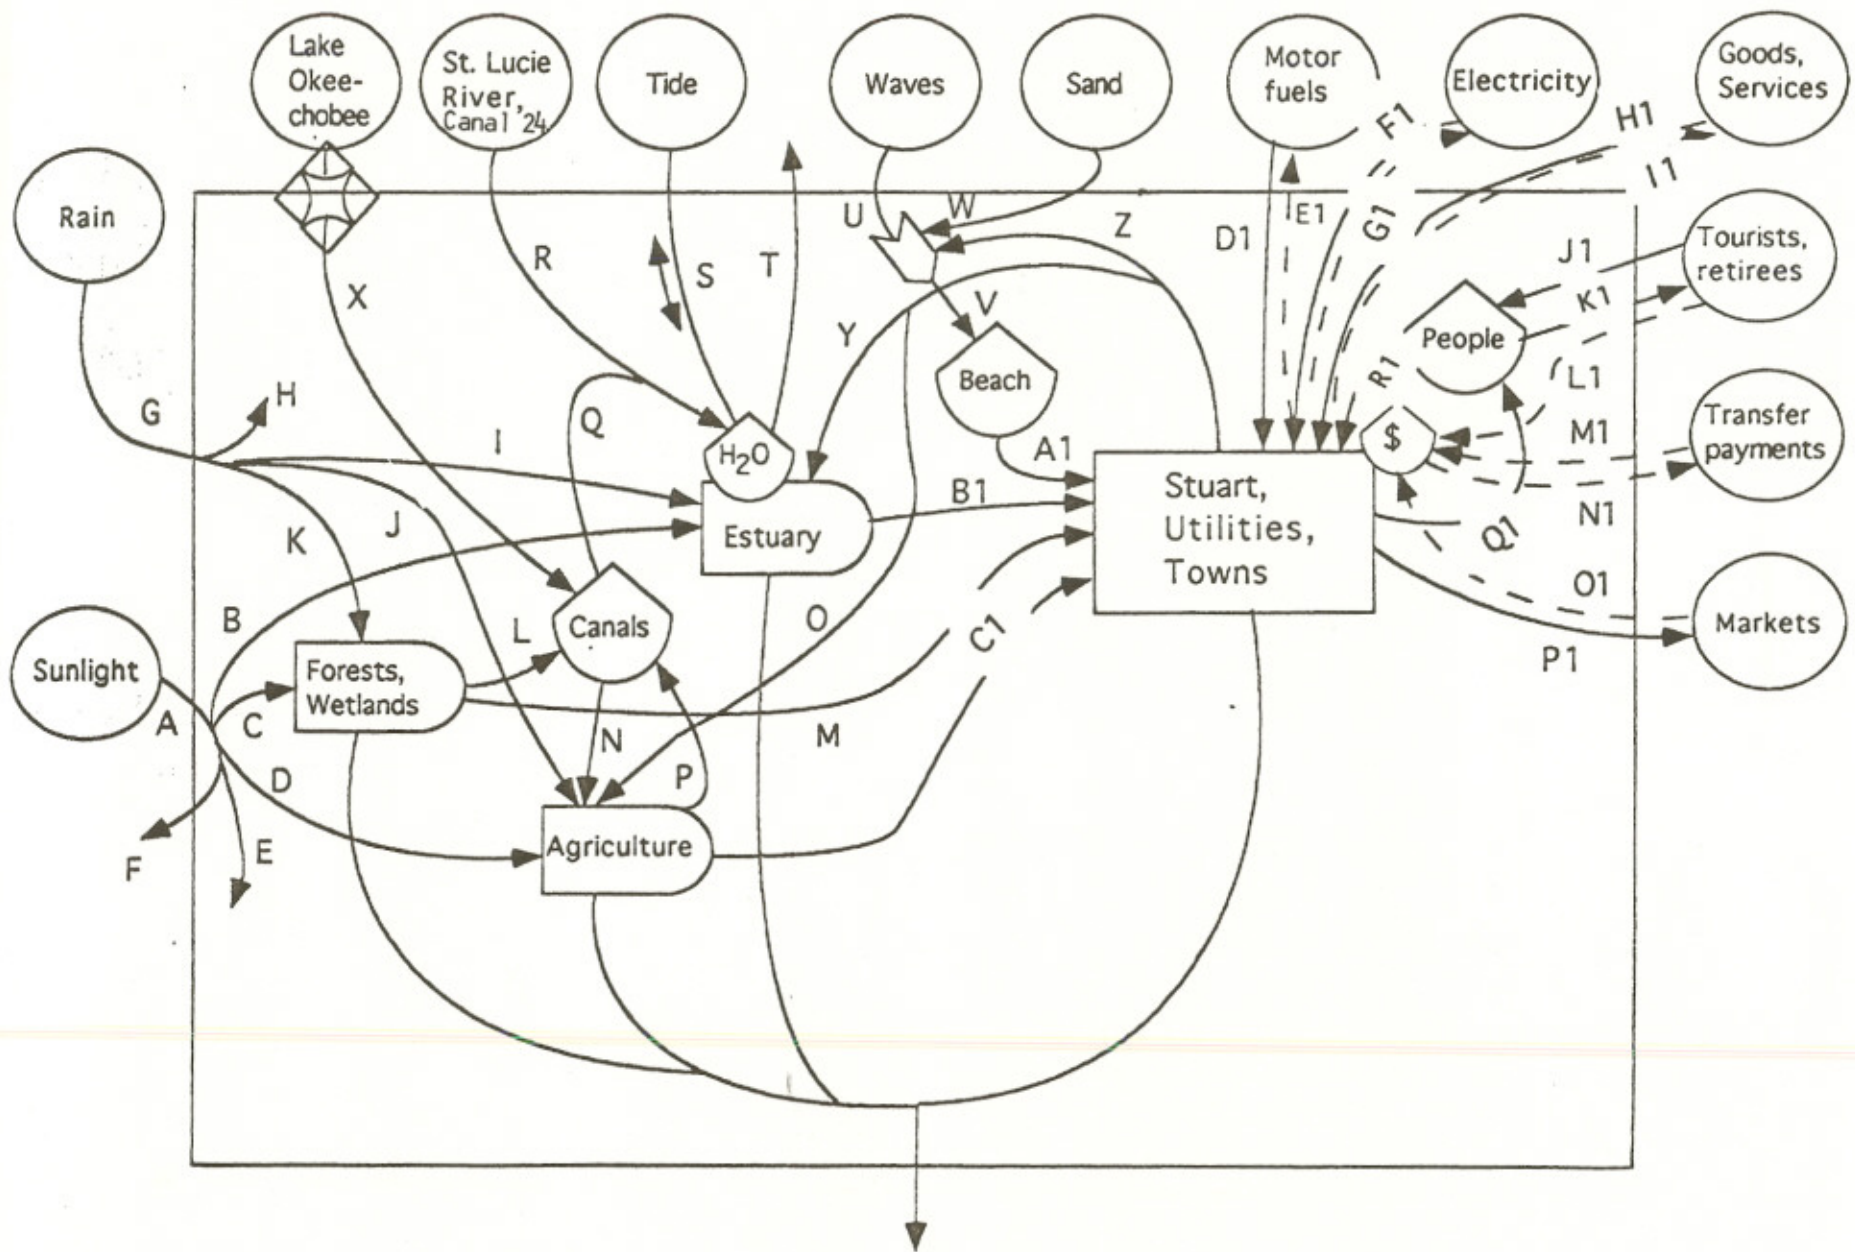 Lake
Okee-
chobee
St. Lucie
River,
Canal 24
Tide
Waves
Sand
Motor
fuels
Electricity
Goods,
Services
Rain
Tourists,
retirees
People
Transfer
payments
$
Markets
Beach
H2O
Estuary
Stuart,
Utilities,
Towns
Canals
Forests,
Wetlands
Sunlight
Agriculture
A
B
C
D
E
F
G
H
I
J
K
L
M
N
O
P
Q
R
S
T
U
V
W
X
Y
Z
A1
B1
C1
D1
E1
F1
G1
H1
I1
J1
K1
L1
M1
N1
O1
P1
Q1
R1